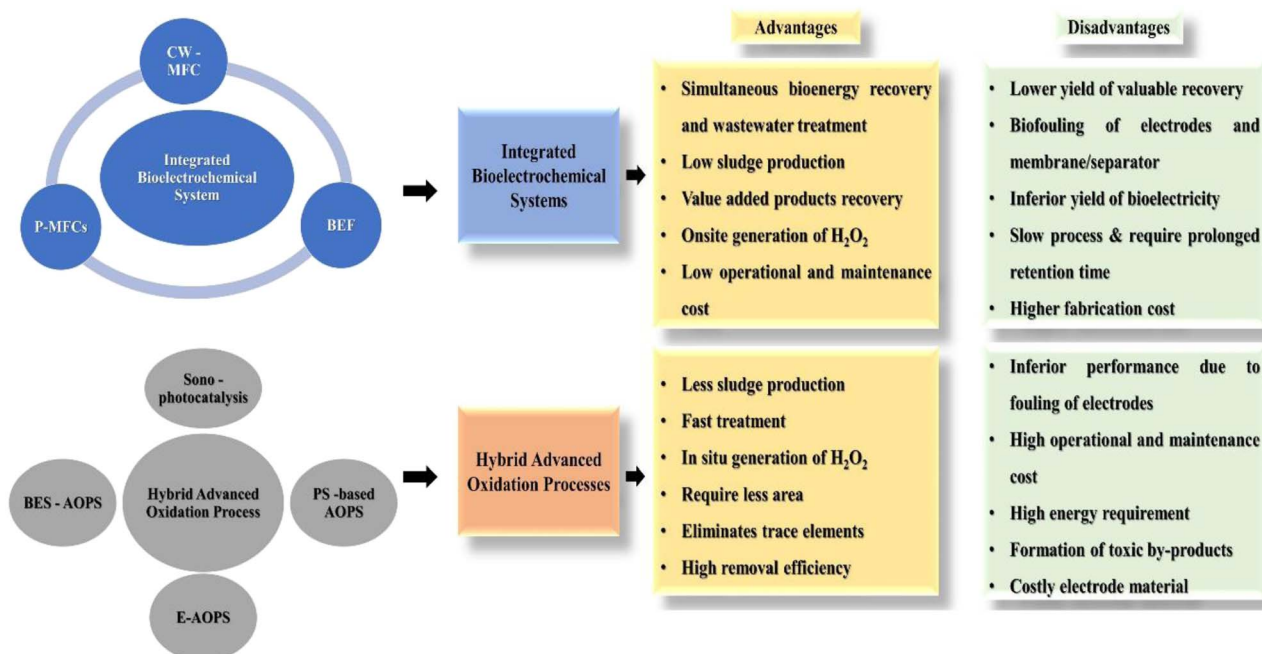 CW -
MFC
Integrated
Bioelectrochemical
System
P-MFCs
BEF
Integrated
Bioelectrochemical
Systems
Advantages
• Simultaneous bioenergy recovery
and wastewater treatment
• Low sludge production
• Value added products recovery
• Onsite generation of H₂O₂
• Low operational and maintenance
cost
Disadvantages
• Lower yield of valuable recovery
• Biofouling of electrodes and
membrane/separator
• Inferior yield of bioelectricity
• Slow process & require prolonged
retention time
• Higher fabrication cost
Sono -
photocatalysis
BES - AOPS
Hybrid Advanced
Oxidation Process
PS -based
AOPS
E-AOPS
Hybrid Advanced
Oxidation Processes
• Less sludge production
• Fast treatment
• In situ generation of H₂O₂
• Require less area
• Eliminates trace elements
• High removal efficiency
• Inferior performance due to
fouling of electrodes
• High operational and maintenance
cost
• High energy requirement
• Formation of toxic by-products
• Costly electrode material